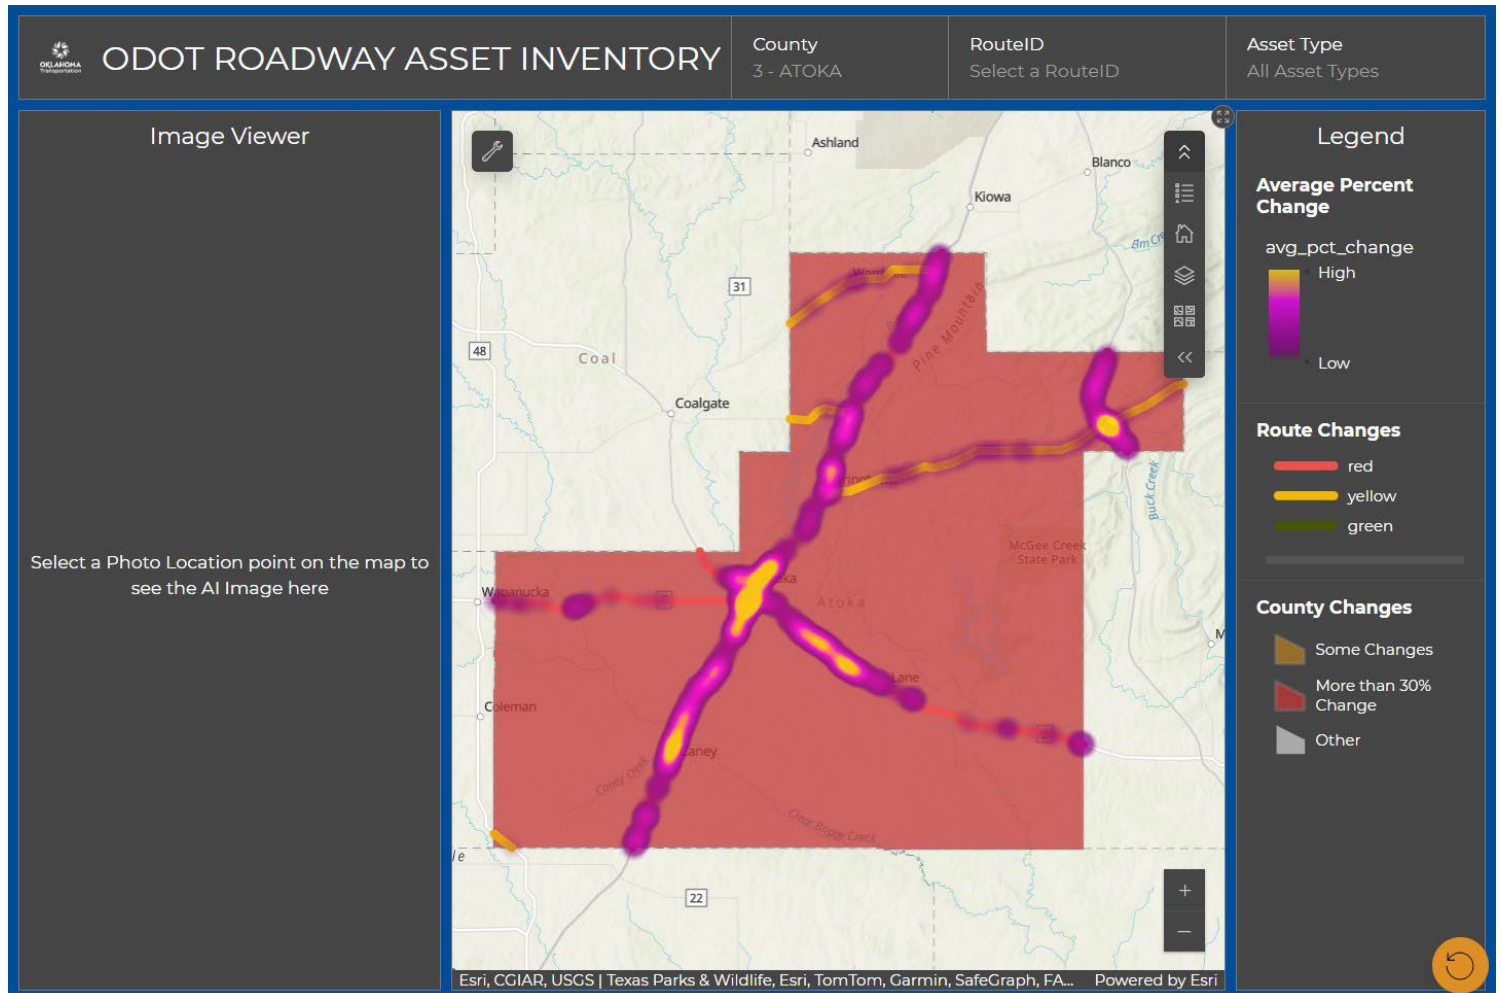 OKLAHOMA
Transportation
ODOT ROADWAY ASSET INVENTORY
County
3 - ATOKA
RouteID
Select a RouteID
Asset Type
All Asset Types
Image Viewer
Select a Photo Location point on the map to
see the AI Image here
Ashland
Blanco
Kiowa
31
Pine Mountain
48
Coal
Coalgate
Buck Creek
McGee Creek
State Park
Wapanucka
Atoka
Lane
Coleman
Caney Creek
Clear Boggy Creek
22
Esri, CGIAR, USGS | Texas Parks & Wildlife, Esri, TomTom, Garmin, SafeGraph, FA...
Powered by Esri
Legend
Average Percent
Change
avg_pct_change
High
Low
Route Changes
red
yellow
green
County Changes
Some Changes
More than 30%
Change
Other